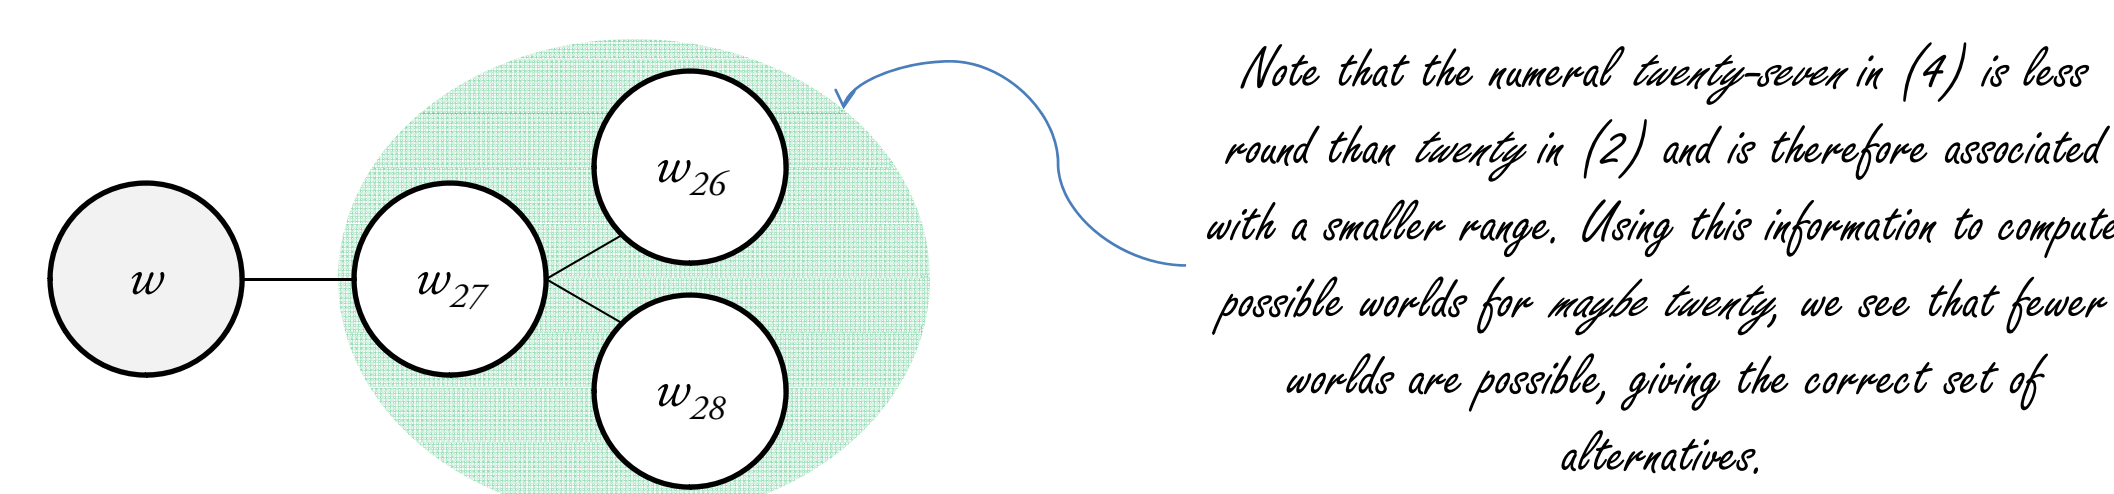 w
w27
w26
w28
Note that the numeral twenty-seven in (4) is less
round than twenty in (2) and is therefore associated
with a smaller range. Using this information to compute
possible worlds for maybe twenty, we see that fewer
worlds are possible, giving the correct set of
alternatives.